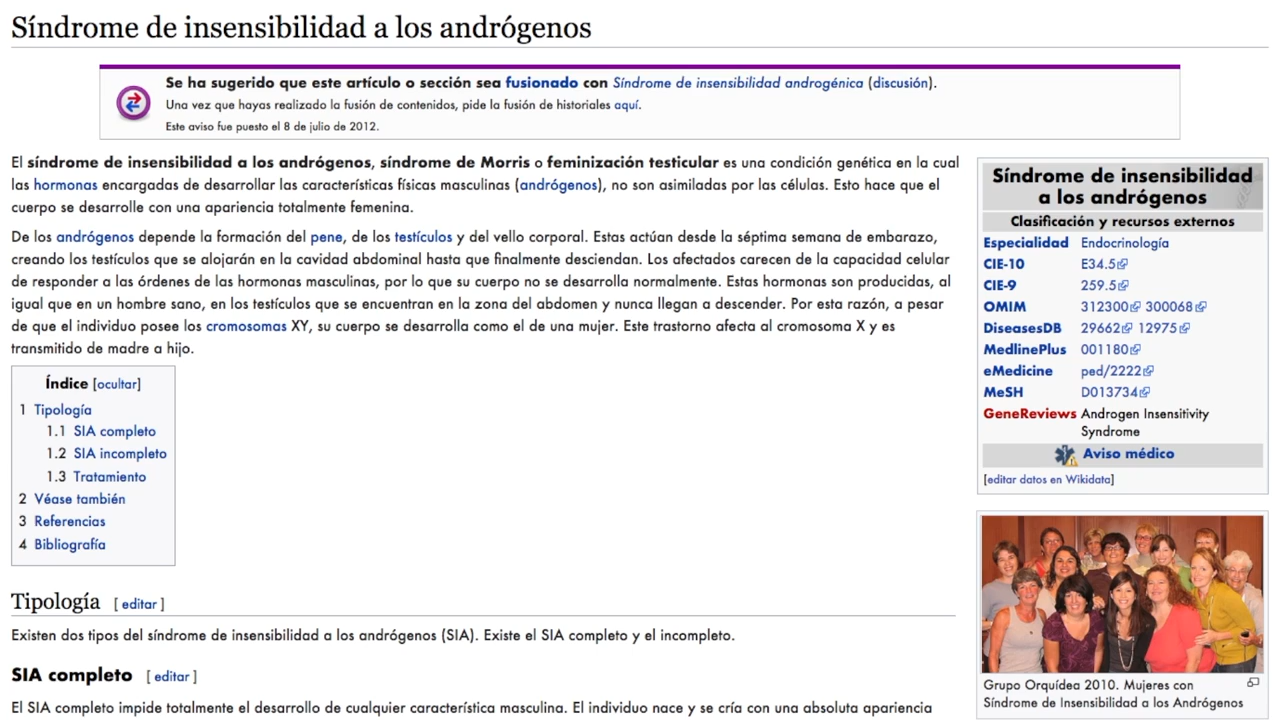 Síndrome de insensibilidad a los andrógenos
Se ha sugerido que este artículo o sección sea fusionado con Síndrome de insensibilidad androgénica (discusión).
Una vez que hayas realizado la fusión de contenidos, pide la fusión de historiales aquí.
Este aviso fue puesto el 8 de julio de 2012.
El síndrome de insensibilidad a los andrógenos, síndrome de Morris o feminización testicular es una condición genética en la cual
las hormonas encargadas de desarrollar las características físicas masculinas (andrógenos), no son asimiladas por las células. Esto hace que el
cuerpo se desarrolle con una apariencia totalmente femenina.
De los andrógenos depende la formación del pene, de los testículos y del vello corporal. Estas actúan desde la séptima semana de embarazo,
creando los testículos que se alojarán en la cavidad abdominal hasta que finalmente desciendan. Los afectados carecen de la capacidad celular
de responder a las órdenes de las hormonas masculinas, por lo que su cuerpo no se desarrolla normalmente. Estas hormonas son producidas, al
igual que en un hombre sano, en los testículos que se encuentran en la zona del abdomen y nunca llegan a descender. Por esta razón, a pesar
de que el individuo posee los cromosomas XY, su cuerpo se desarrolla como el de una mujer. Este trastorno afecta al cromosoma X y es
transmitido de madre a hijo.
Índice [ocultar]
1 Tipología
1.1 SIA completo
1.2 SIA incompleto
1.3 Tratamiento
2 Véase también
3 Referencias
4 Bibliografía
Tipología [ editar ]
Existen dos tipos del síndrome de insensibilidad a los andrógenos (SIA). Existe el SIA completo y el incompleto.
SIA completo [ editar ]
El SIA completo impide totalmente el desarrollo de cualquier característica masculina. El individuo nace y se cría con una absoluta apariencia
Síndrome de insensibilidad
a los andrógenos
Clasificación y recursos externos
Especialidad Endocrinología
CIE-10 E34.5
CIE-9 259.5
OMIM 312300 300068
DiseasesDB 29662 12975
MedlinePlus 001180
eMedicine ped/2222
MeSH D013734
GeneReviews Androgen Insensitivity
Syndrome
Aviso médico
[editar datos en Wikidata]
Grupo Orquídea 2010. Mujeres con
Síndrome de Insensibilidad a los Andrógenos